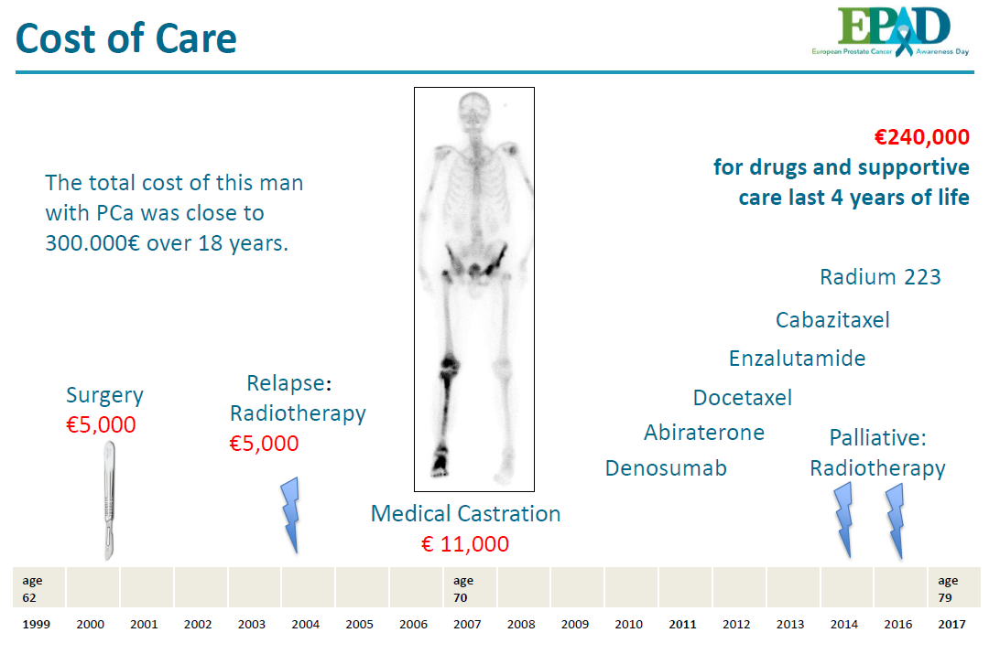 Cost of Care
EPAD
European Prostate Cancer Awareness Day
€240,000
for drugs and supportive
care last 4 years of life
The total cost of this man
with PCa was close to
300.000€ over 18 years.
Radium 223
Cabazitaxel
Enzalutamide
Docetaxel
Abiraterone
Denosumab
Palliative:
Radiotherapy
Surgery
€5,000
Relapse:
Radiotherapy
€5,000
Medical Castration
€ 11,000
age
62
age
70
age
79
1999 2000 2001 2002 2003 2004 2005 2006 2007 2008 2009 2010 2011 2012 2013 2014 2016 2017